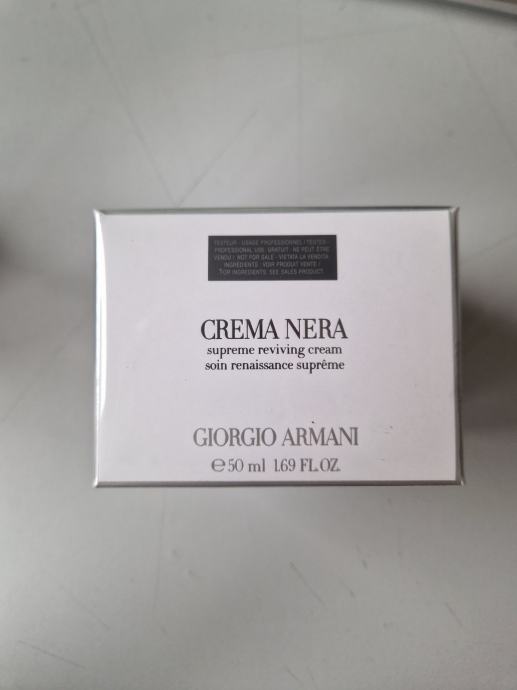 TESTEUR - USAGE PROFESSIONNEL / TESTER -
PROFESSIONAL USE. GRATUIT - NE PEUT ÊTRE
VENDU / NOT FOR SALE - VIETATA LA VENDITA
INGRÉDIENTS : VOIR PRODUIT VENTE /
FOR INGREDIENTS: SEE SALES PRODUCT.
CREMA NERA
supreme reviving cream
soin renaissance suprême
GIORGIO ARMANI
℮ 50 ml 1.69 FL.OZ.